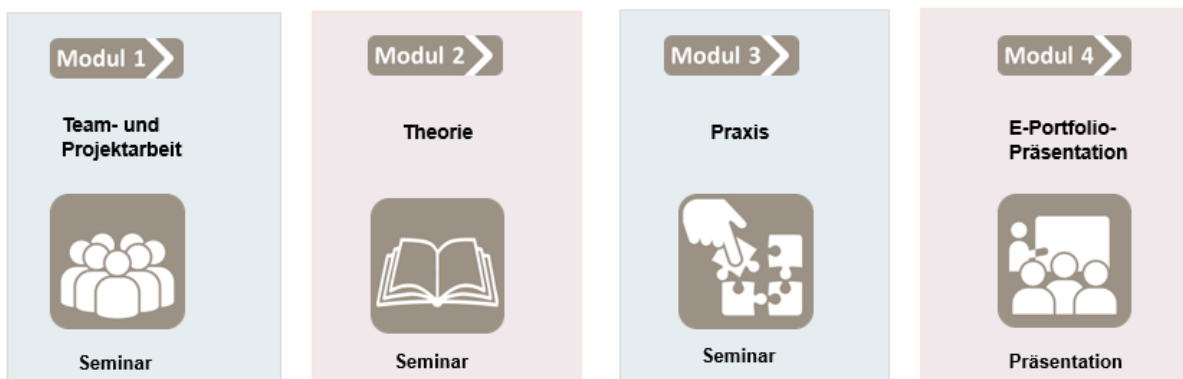 Modul 1
Team- und
Projektarbeit
Seminar
Modul 2
Theorie
Seminar
Modul 3
Praxis
Seminar
Modul 4
E-Portfolio-
Präsentation
Präsentation